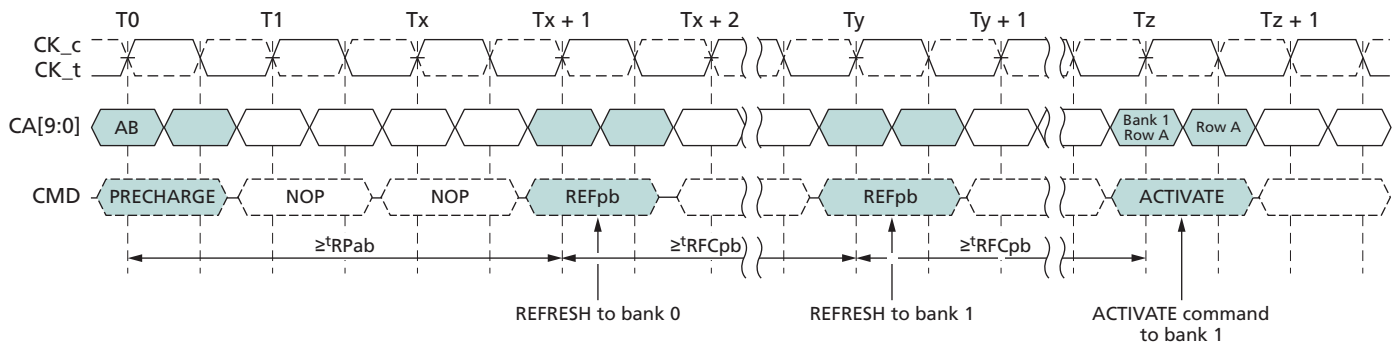 T0 T1 Tx Tx + 1 Tx + 2 Ty Ty + 1 Tz Tz + 1
CK_c
CK_t
CA[9:0] AB Bank 1 Row A Row A
CMD PRECHARGE NOP NOP REFpb REFpb ACTIVATE
≥tRPab ≥tRFCpb ≥tRFCpb
REFRESH to bank 0 REFRESH to bank 1 ACTIVATE command
to bank 1